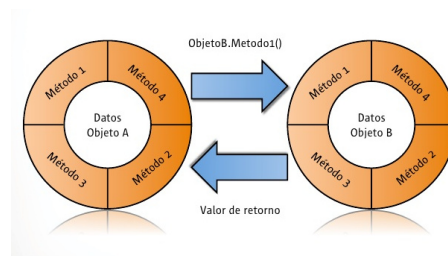 ObjetoB.Metodo1()
Método 1
Método 4
Datos
Objeto A
Método 3
Método 2
Método 1
Método 4
Datos
Objeto B
Método 3
Método 2
Valor de retorno